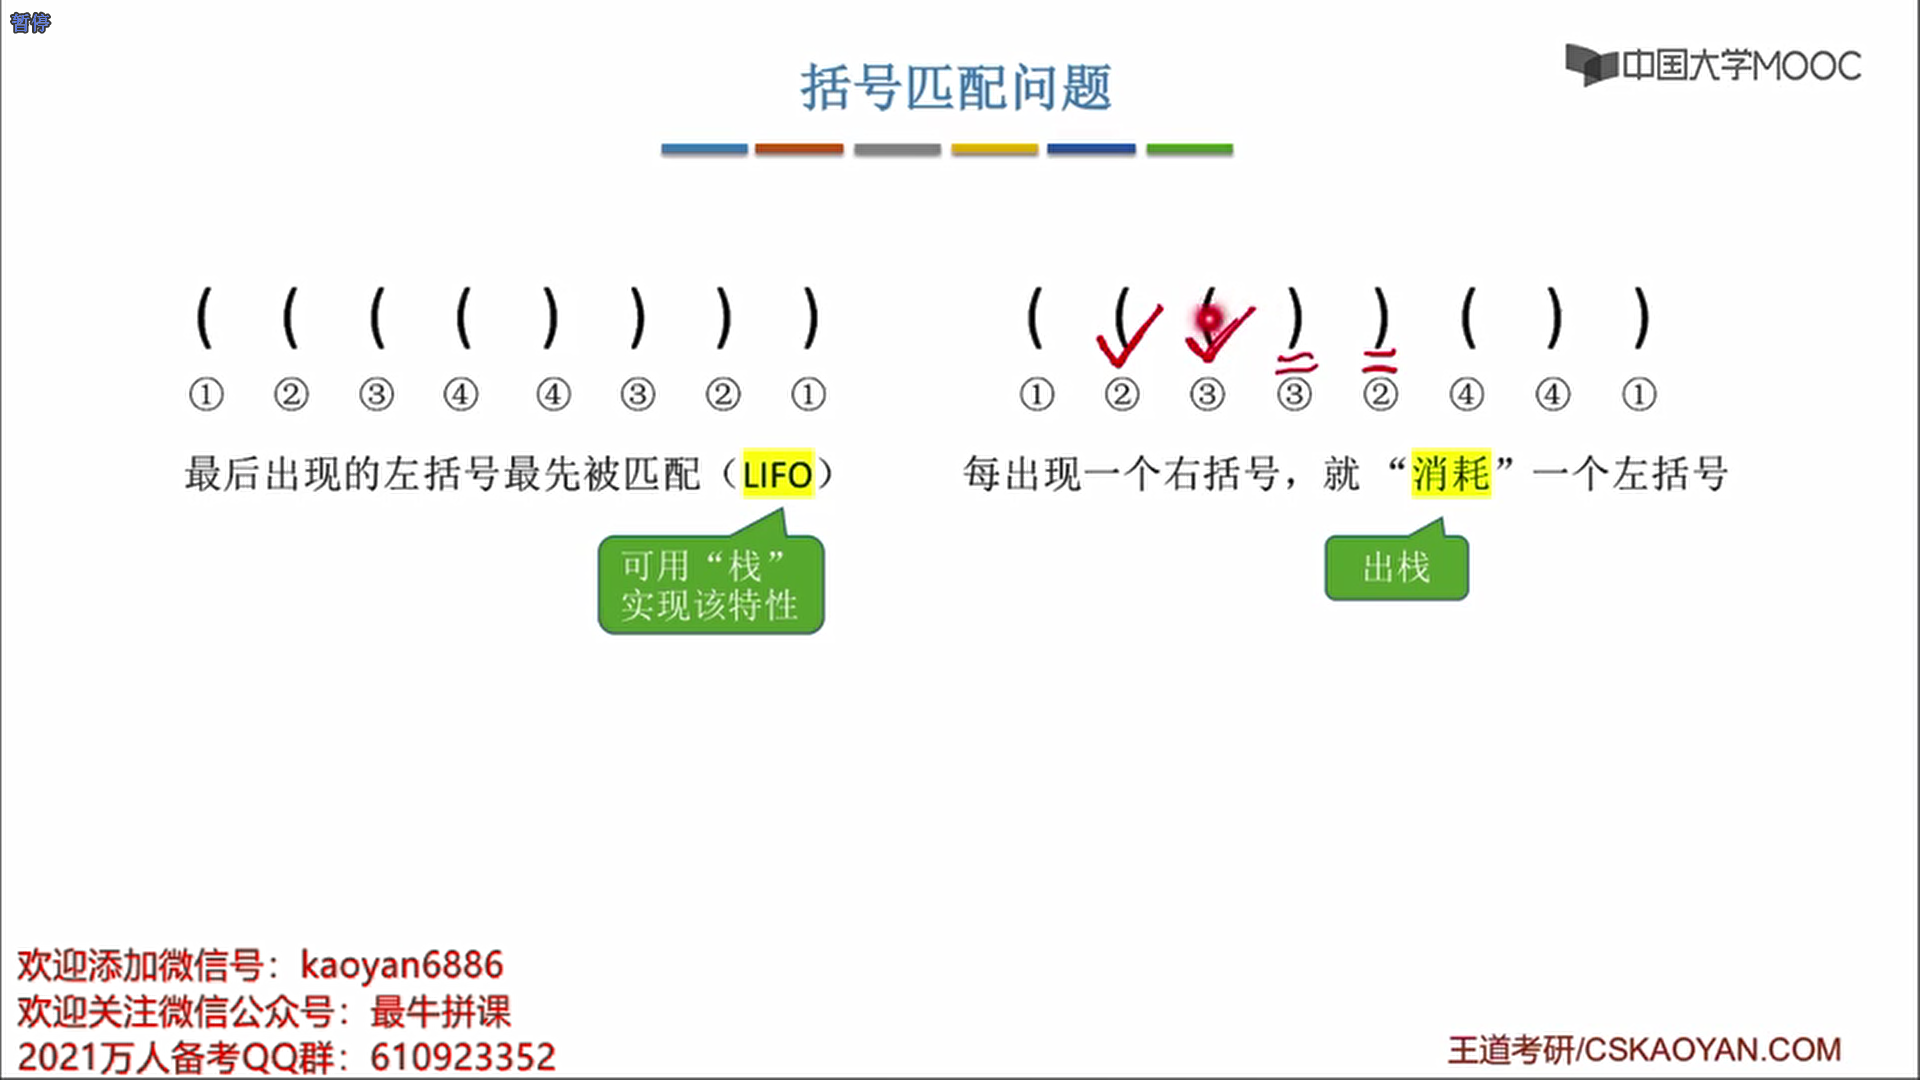 暂停
中国大学MOOC
括号匹配问题
( ( ( ( ) ) ) )
① ② ③ ④ ④ ③ ② ①
最后出现的左括号最先被匹配（LIFO）
可用“栈”
实现该特性
( ( ( ) ) ( ) )
① ② ③ ③ ② ④ ④ ①
每出现一个右括号，就“消耗”一个左括号
出栈
欢迎添加微信号：kaoyan6886
欢迎关注微信公众号：最牛拼课
2021万人备考QQ群：610923352
王道考研/CSKAOYAN.COM